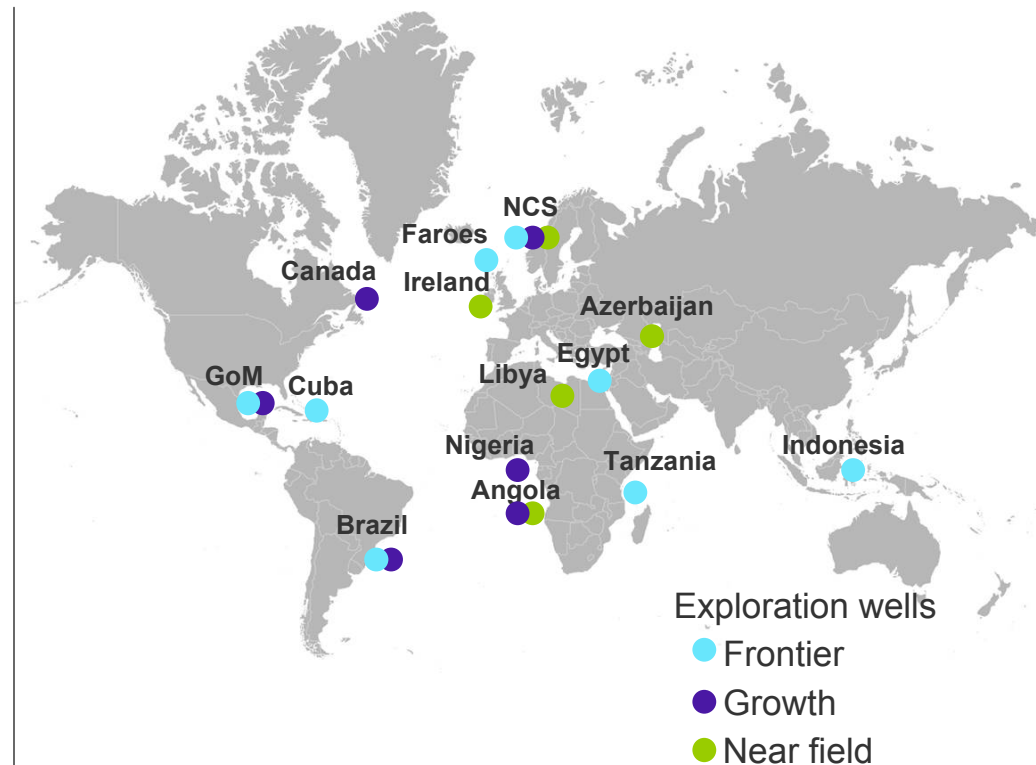 NCS
Faroes
Canada
Ireland
Azerbaijan
Egypt
GoM
Cuba
Libya
Nigeria
Tanzania
Indonesia
Angola
Brazil
Exploration wells
Frontier
Growth
Near field